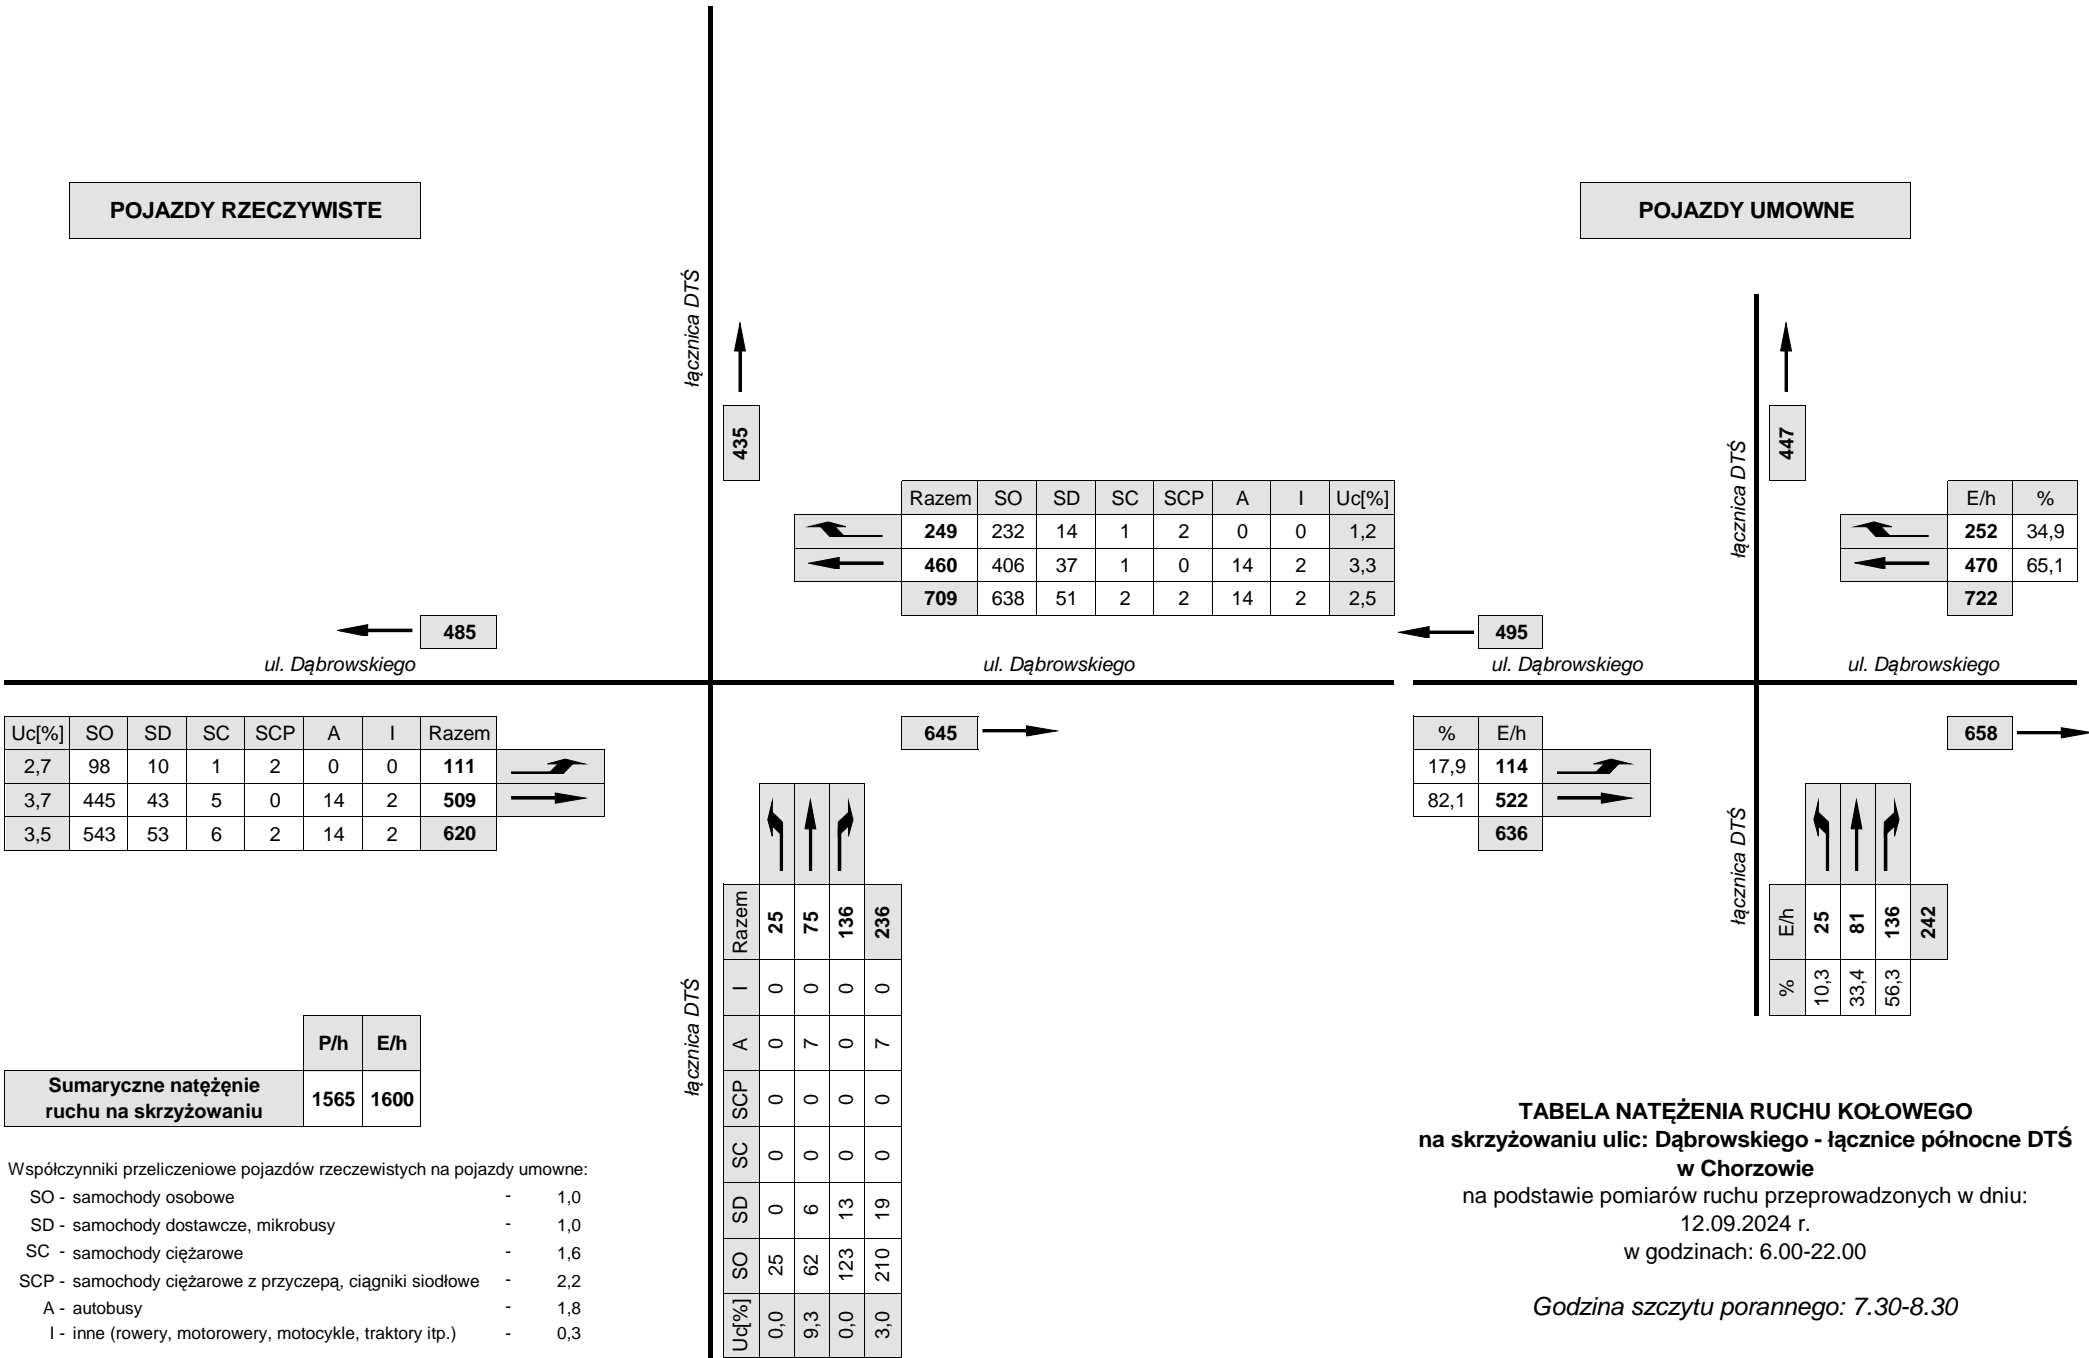 POJAZDY RZECZYWISTE
POJAZDY UMOWNE
łącznica DTŚ
435
Razem SO SD SC SCP A I Uc[%]
249 232 14 1 2 0 0 1,2
460 406 37 1 0 14 2 3,3
709 638 51 2 2 14 2 2,5
485
ul. Dąbrowskiego
ul. Dąbrowskiego
Uc[%] SO SD SC SCP A I Razem
2,7 98 10 1 2 0 0 111
3,7 445 43 5 0 14 2 509
3,5 543 53 6 2 14 2 620
645
łącznica DTŚ
Razem 25 75 136 236
I 0 0 0 0
A 0 7 0 7
SCP 0 0 0 0
SC 0 0 0 0
SD 0 6 13 19
SO 25 62 123 210
Uc[%] 0,0 9,3 0,0 3,0
łącznica DTŚ
447
E/h %
252 34,9
470 65,1
722
495
ul. Dąbrowskiego
ul. Dąbrowskiego
% E/h
17,9 114
82,1 522
636
658
łącznica DTŚ
E/h 25 81 136 242
% 10,3 33,4 56,3
P/h E/h
Sumaryczne natężęnie
ruchu na skrzyżowaniu
1565 1600
Współczynniki przeliczeniowe pojazdów rzeczewistych na pojazdy umowne:
SO - samochody osobowe - 1,0
SD - samochody dostawcze, mikrobusy - 1,0
SC - samochody ciężarowe - 1,6
SCP - samochody ciężarowe z przyczepą, ciągniki siodłowe - 2,2
A - autobusy - 1,8
I - inne (rowery, motorowery, motocykle, traktory itp.) - 0,3
TABELA NATĘŻENIA RUCHU KOŁOWEGO
na skrzyżowaniu ulic: Dąbrowskiego - łącznice północne DTŚ
w Chorzowie
na podstawie pomiarów ruchu przeprowadzonych w dniu:
12.09.2024 r.
w godzinach: 6.00-22.00
Godzina szczytu porannego: 7.30-8.30